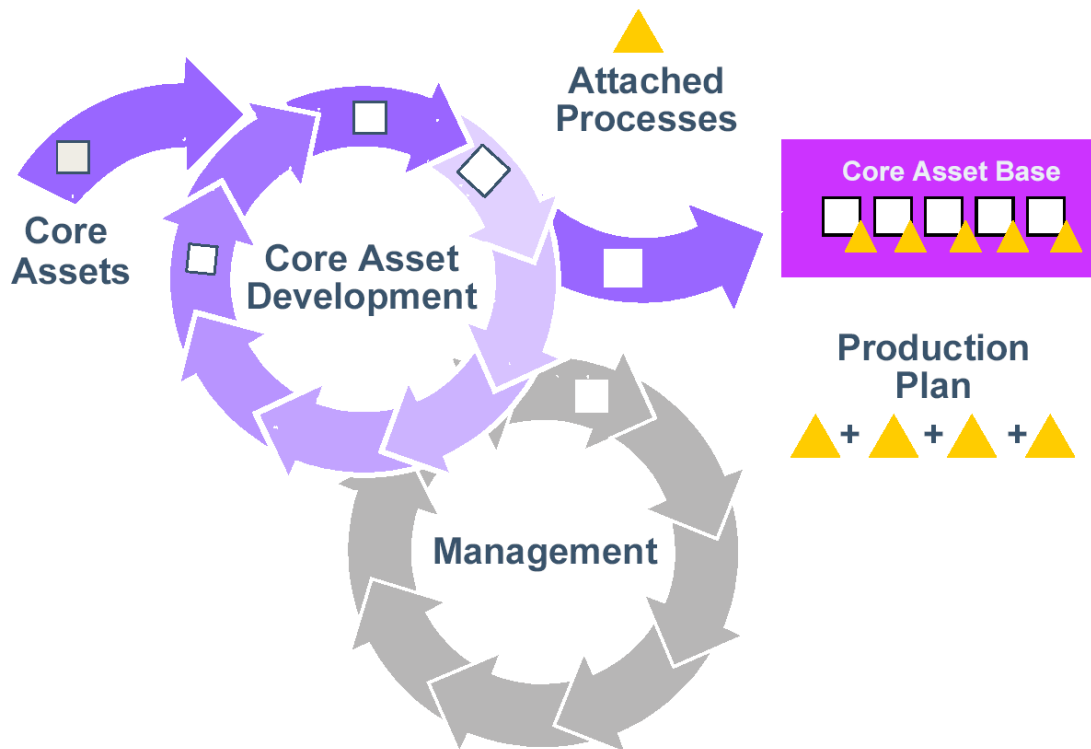 Attached
Processes
Core Asset Base
Core
Assets
Core Asset
Development
Production
Plan
+ + +
Management